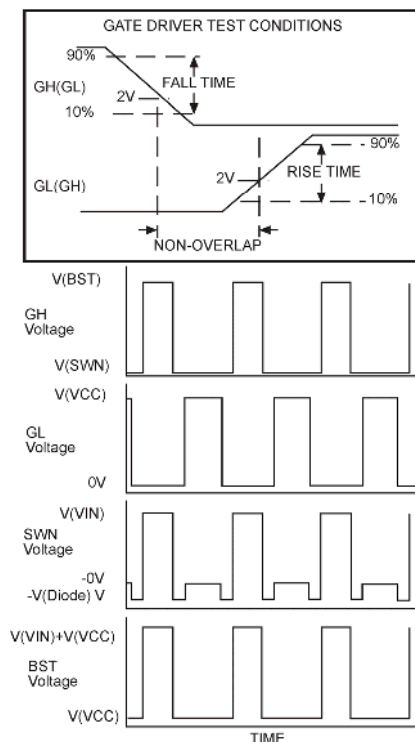 GATE DRIVER TEST CONDITIONS
90%
FALL TIME
GH(GL)
2V
10%
90%
GL(GH)
2V
RISE TIME
10%
NON-OVERLAP
V(BST)
GH
Voltage
V(SWN)
V(VCC)
GL
Voltage
0V
V(VIN)
SWN
Voltage
-0V
-V(Diode) V
V(VIN)+V(VCC)
BST
Voltage
V(VCC)
TIME